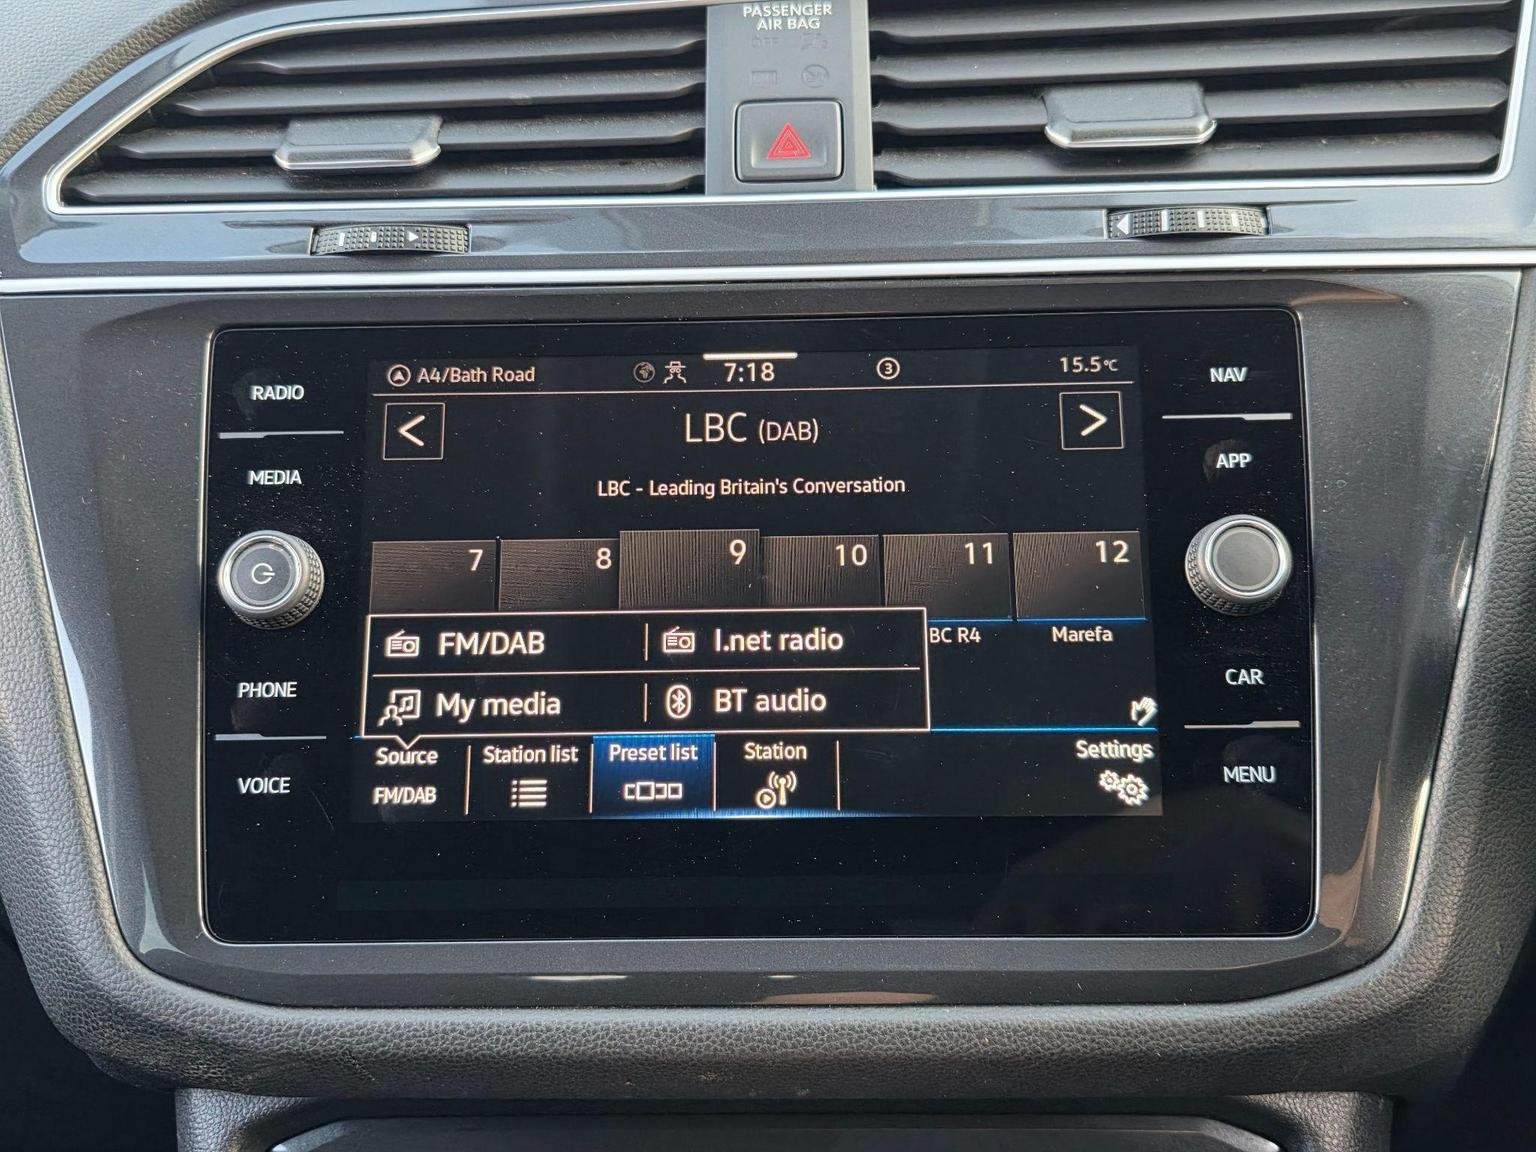 PASSENGER
AIR BAG
RADIO
MEDIA
PHONE
VOICE
A4/Bath Road
7:18
3
15.5°C
LBC (DAB)
LBC - Leading Britain's Conversation
7 8 9 10 11 12
BC R4 Marefa
FM/DAB I.net radio
My media BT audio
Source Station list Preset list Station Settings
FM/DAB
NAV
APP
CAR
MENU